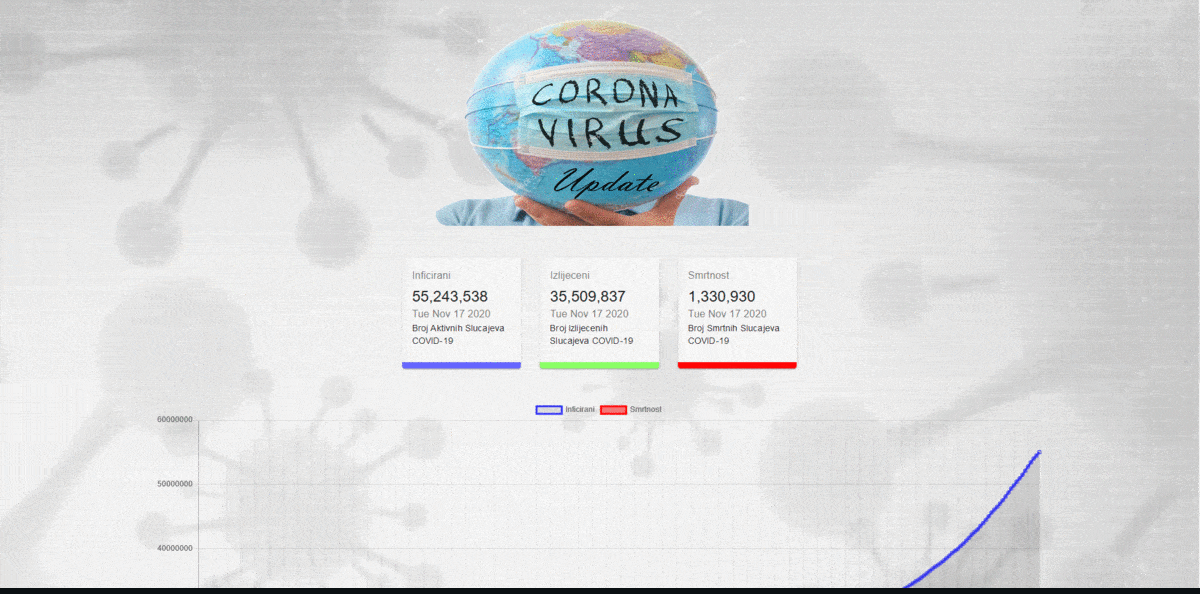 CORONA
VIRUS
Update
Inficirani
55,243,538
Tue Nov 17 2020
Broj Aktivnih Slucajeva
COVID-19
Izlijeceni
35,509,837
Tue Nov 17 2020
Broj Izlijecenih
Slucajeva COVID-19
Smrtnost
1,330,930
Tue Nov 17 2020
Broj Smrtnih Slucajeva
COVID-19
Inficirani Smrtnost
60000000
50000000
40000000